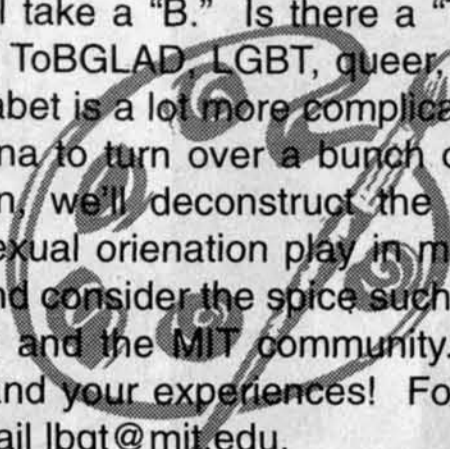 l take a “B.” Is there a “
ToBGLAD, LGBT, queer,
abet is a lot more complica
na to turn over a bunch
n, we’ll deconstruct the
exual orienation play in m
nd consider the spice such
and the MIT community.
and your experiences! Fo
ail lbgt@mit.edu.